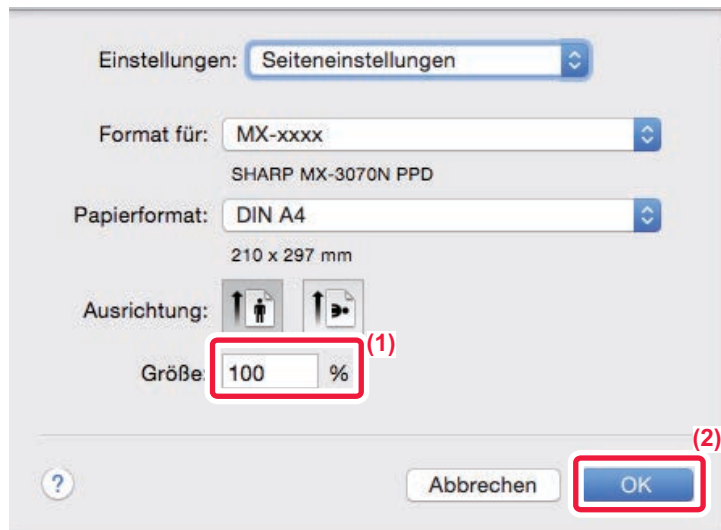 Einstellungen: Seiteneinstellungen
Format für: MX-xxxx
SHARP MX-3070N PPD
Papierformat: DIN A4
210 x 297 mm
Ausrichtung:
(1)
Größe: 100 %
(2)
? Abbrechen OK